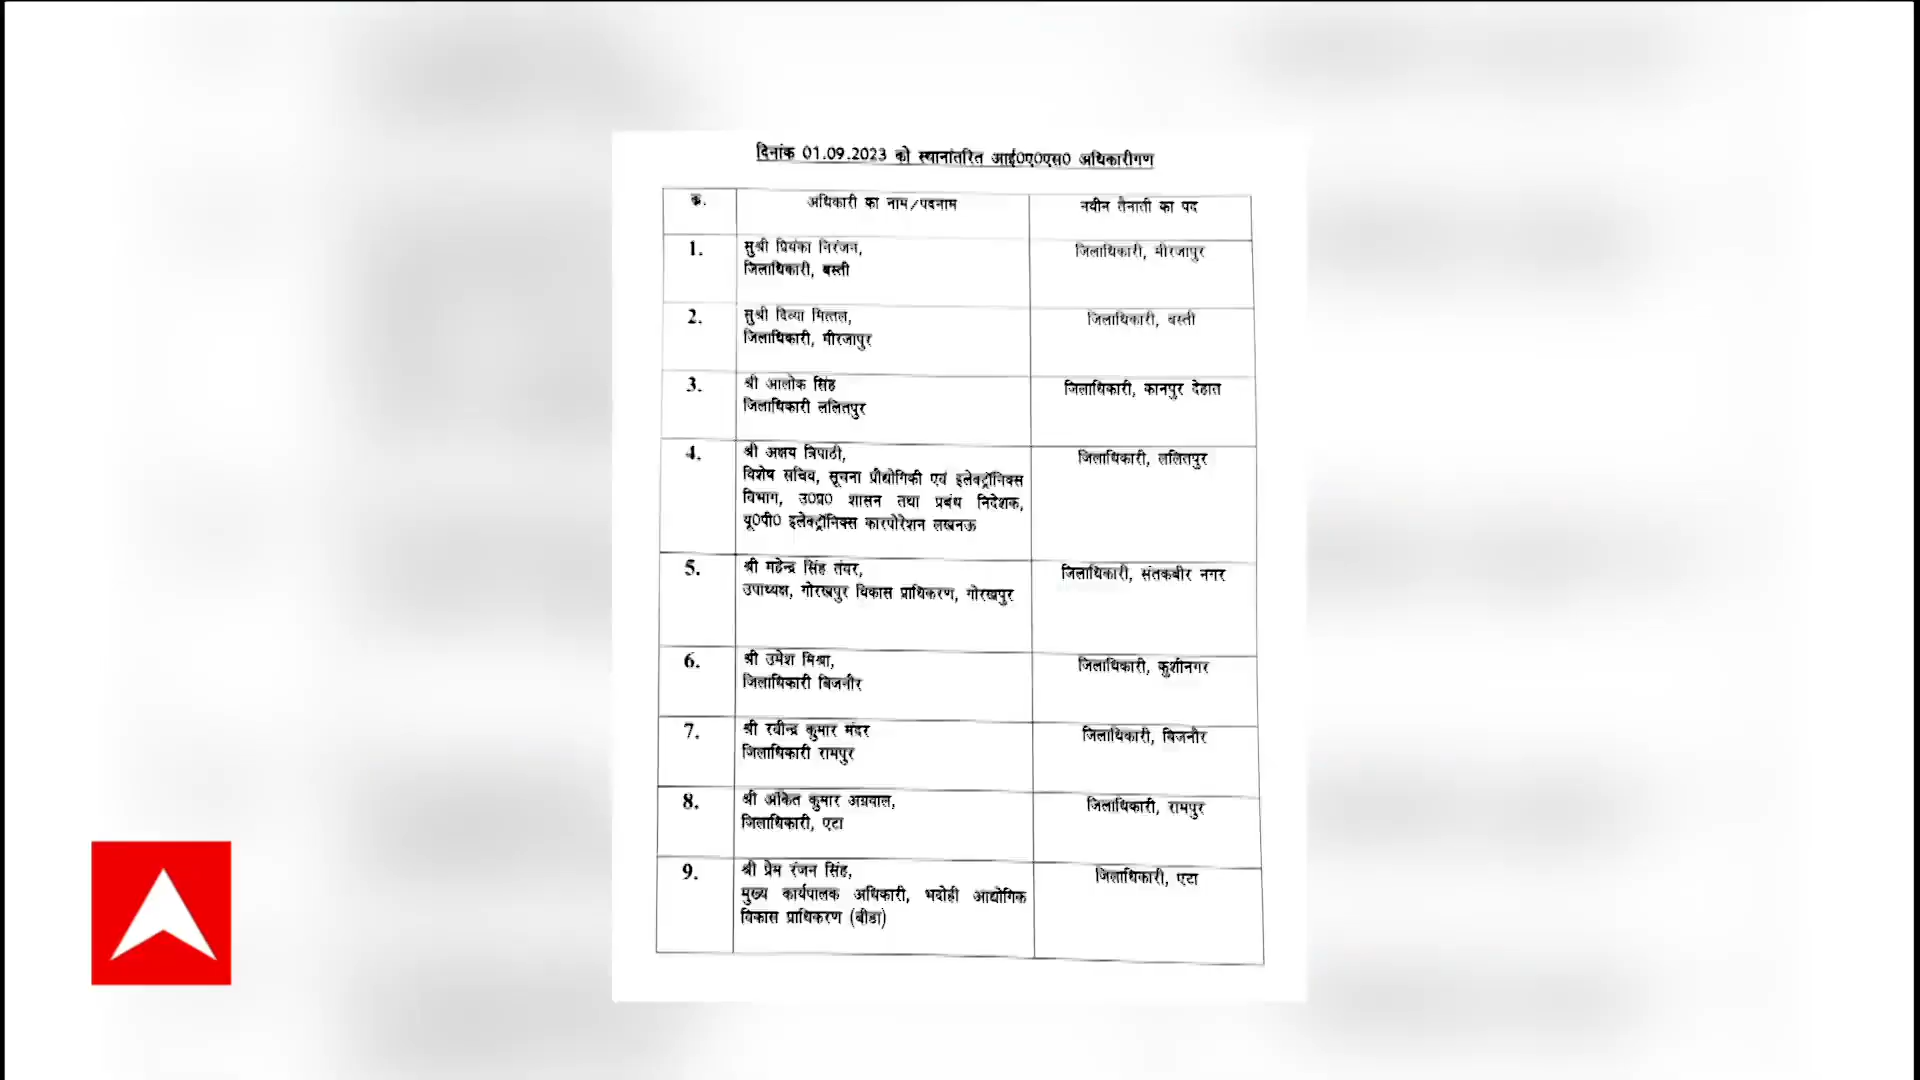 दिनांक 01.09.2023 को स्थानांतरित आई0ए0एस0 अधिकारीगण
क्र. अधिकारी का नाम/पदनाम नवीन तैनाती का पद
1. सुश्री प्रियंका निरंजन, जिलाधिकारी, मीरजापुर
जिलाधिकारी, बस्ती
2. सुश्री दिव्या मित्तल, जिलाधिकारी, बस्ती
जिलाधिकारी, मीरजापुर
3. श्री आलोक सिंह जिलाधिकारी, कानपुर देहात
जिलाधिकारी ललितपुर
4. श्री अक्षय त्रिपाठी, जिलाधिकारी, ललितपुर
विशेष सचिव, सूचना प्रौद्योगिकी एवं इलेक्ट्रॉनिक्स
विभाग, उ0प्र0 शासन तथा प्रबंध निदेशक,
यू0पी0 इलेक्ट्रॉनिक्स कारपोरेशन लखनऊ
5. श्री महेन्द्र सिंह तंवर, जिलाधिकारी, संतकबीर नगर
उपाध्यक्ष, गोरखपुर विकास प्राधिकरण, गोरखपुर
6. श्री उमेश मिश्रा, जिलाधिकारी, कुशीनगर
जिलाधिकारी बिजनौर
7. श्री रवीन्द्र कुमार मंदर जिलाधिकारी, बिजनौर
जिलाधिकारी रामपुर
8. श्री अंकित कुमार अग्रवाल, जिलाधिकारी, रामपुर
जिलाधिकारी, एटा
9. श्री प्रेम रंजन सिंह, जिलाधिकारी, एटा
मुख्य कार्यपालक अधिकारी, भदोही आद्योगिक
विकास प्राधिकरण (बीडा)